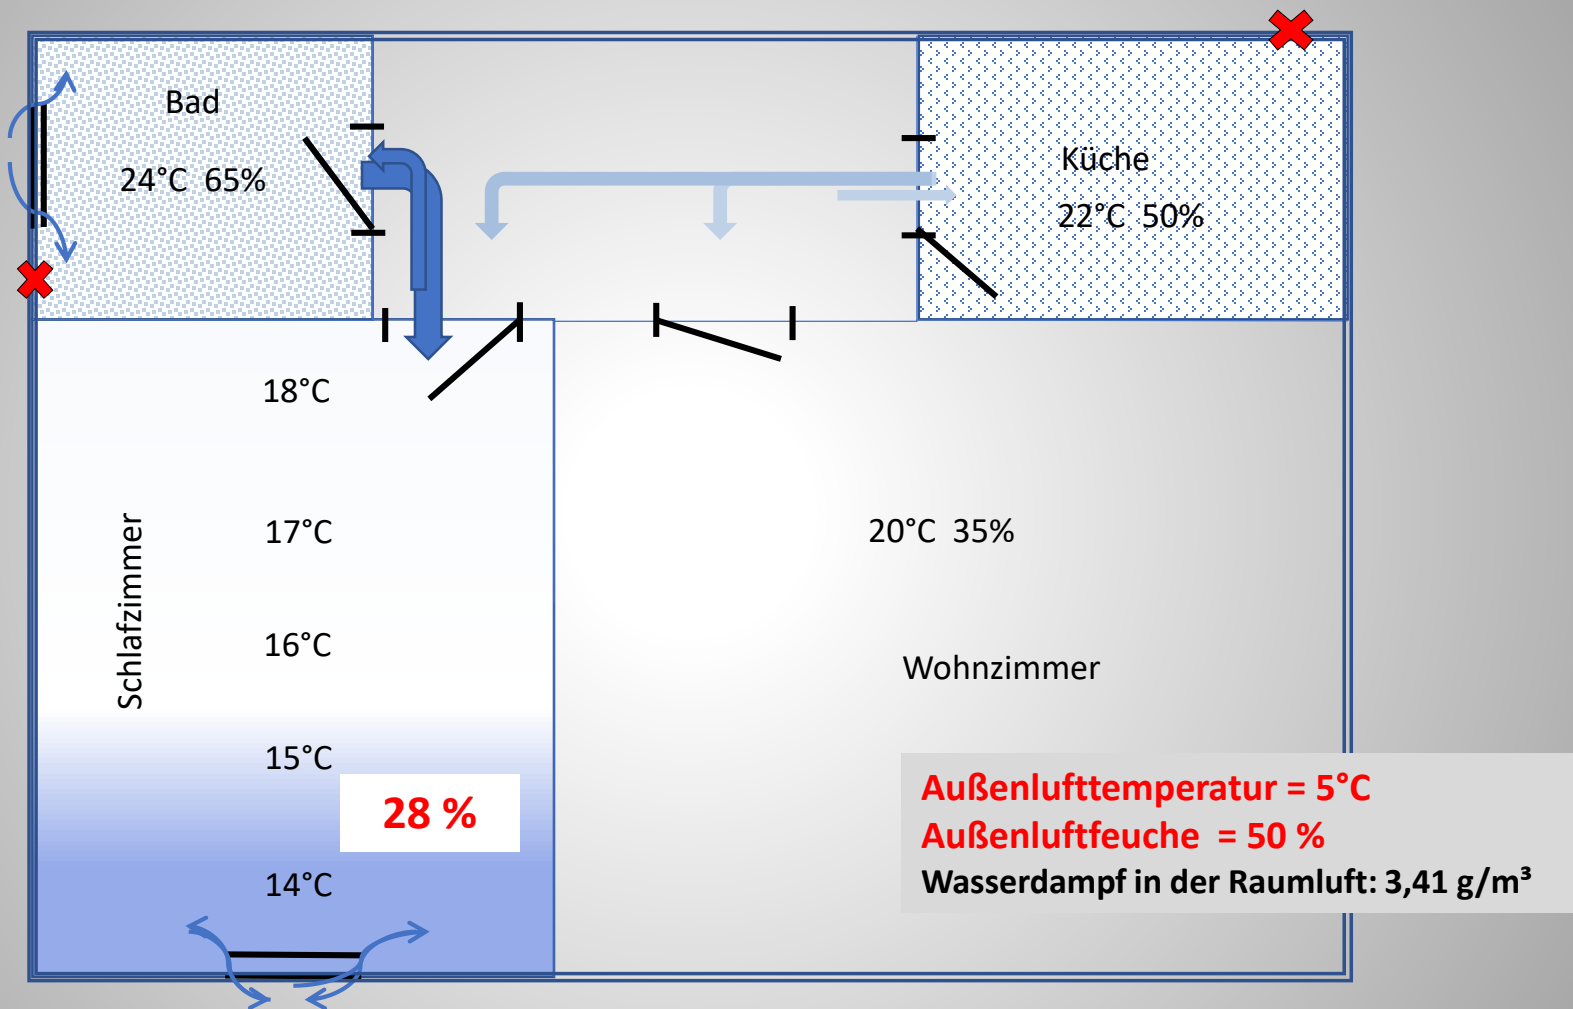 Bad
24°C 65%
Küche
22°C 50%
18°C
17°C
16°C
15°C
14°C
Schlafzimmer
28 %
20°C 35%
Wohnzimmer
Außenlufttemperatur = 5°C
Außenluftfeuche = 50 %
Wasserdampf in der Raumluft: 3,41 g/m³